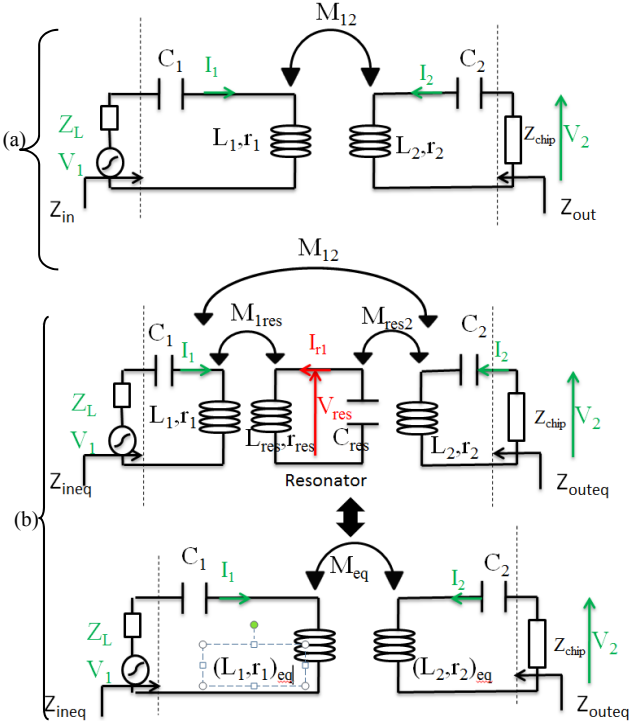 (a)
M12
C1
I1
I2
C2
ZL
V1
L1,r1
L2,r2
Zchip
V2
Zin
Zout
(b)
M12
M1res
Mres2
C1
I1
Ir1
C2
I2
ZL
V1
L1,r1
Lres,rres
Vres
Cres
L2,r2
Zchip
V2
Zineq
Resonator
Zouteq
Meq
C1
I1
I2
C2
ZL
V1
(L1,r1)eq
(L2,r2)eq
Zchip
V2
Zineq
Zouteq